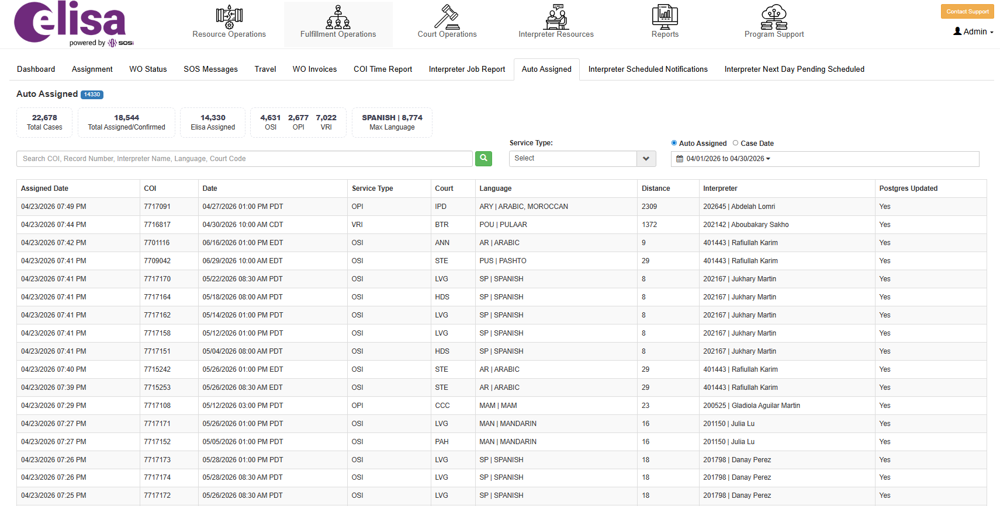 elisa
powered by SOSi
Resource Operations
Fulfillment Operations
Court Operations
Interpreter Resources
Reports
Program Support
Contact Support
Admin
Dashboard Assignment WO Status SOS Messages Travel WO Invoices COI Time Report Interpreter Job Report Auto Assigned Interpreter Scheduled Notifications Interpreter Next Day Pending Scheduled
Auto Assigned 14330
22,678 18,544 14,330 4,631 2,677 7,022 SPANISH | 8,774
Total Cases Total Assigned/Confirmed Elisa Assigned OSI OPI VRI Max Language
Service Type: Auto Assigned Case Date
Search COI, Record Number, Interpreter Name, Language, Court Code Select 04/01/2026 to 04/30/2026
Assigned Date COI Date Service Type Court Language Distance Interpreter Postgres Updated
04/23/2026 07:49 PM 7717091 04/27/2026 01:00 PM PDT OPI IPD ARY | ARABIC, MOROCCAN 2309 202645 | Abdelah Lomri Yes
04/23/2026 07:44 PM 7716817 04/30/2026 10:00 AM CDT VRI BTR POU | PULAAR 1372 202142 | Aboubakary Sakho Yes
04/23/2026 07:42 PM 7701116 06/16/2026 01:00 PM EDT OSI ANN AR | ARABIC 9 401443 | Rafiullah Karim Yes
04/23/2026 07:41 PM 7709042 06/29/2026 10:00 AM EDT OSI STE PUS | PASHTO 29 401443 | Rafiullah Karim Yes
04/23/2026 07:41 PM 7717170 05/22/2026 08:30 AM PDT OSI LVG SP | SPANISH 8 202167 | Jukhary Martin Yes
04/23/2026 07:41 PM 7717164 05/18/2026 08:00 AM PDT OSI HDS SP | SPANISH 8 202167 | Jukhary Martin Yes
04/23/2026 07:41 PM 7717162 05/14/2026 01:00 PM PDT OSI LVG SP | SPANISH 8 202167 | Jukhary Martin Yes
04/23/2026 07:41 PM 7717158 05/12/2026 01:00 PM PDT OSI LVG SP | SPANISH 8 202167 | Jukhary Martin Yes
04/23/2026 07:41 PM 7717151 05/04/2026 08:00 AM PDT OSI HDS SP | SPANISH 8 202167 | Jukhary Martin Yes
04/23/2026 07:40 PM 7715242 05/26/2026 01:00 PM EDT OSI STE AR | ARABIC 29 401443 | Rafiullah Karim Yes
04/23/2026 07:39 PM 7715253 05/26/2026 08:30 AM EDT OSI STE AR | ARABIC 29 401443 | Rafiullah Karim Yes
04/23/2026 07:29 PM 7717108 05/12/2026 03:00 PM PDT OPI CCC MAM | MAM 23 200525 | Gladiola Aguilar Martin Yes
04/23/2026 07:27 PM 7717171 05/26/2026 01:00 PM PDT OSI LVG MAN | MANDARIN 16 201150 | Julia Lu Yes
04/23/2026 07:27 PM 7717152 05/05/2026 01:00 PM PDT OSI PAH MAN | MANDARIN 16 201150 | Julia Lu Yes
04/23/2026 07:26 PM 7717173 05/28/2026 01:00 PM PDT OSI LVG SP | SPANISH 18 201798 | Danay Perez Yes
04/23/2026 07:26 PM 7717174 05/28/2026 08:30 AM PDT OSI LVG SP | SPANISH 18 201798 | Danay Perez Yes
04/23/2026 07:25 PM 7717172 05/26/2026 08:30 AM PDT OSI LVG SP | SPANISH 18 201798 | Danay Perez Yes